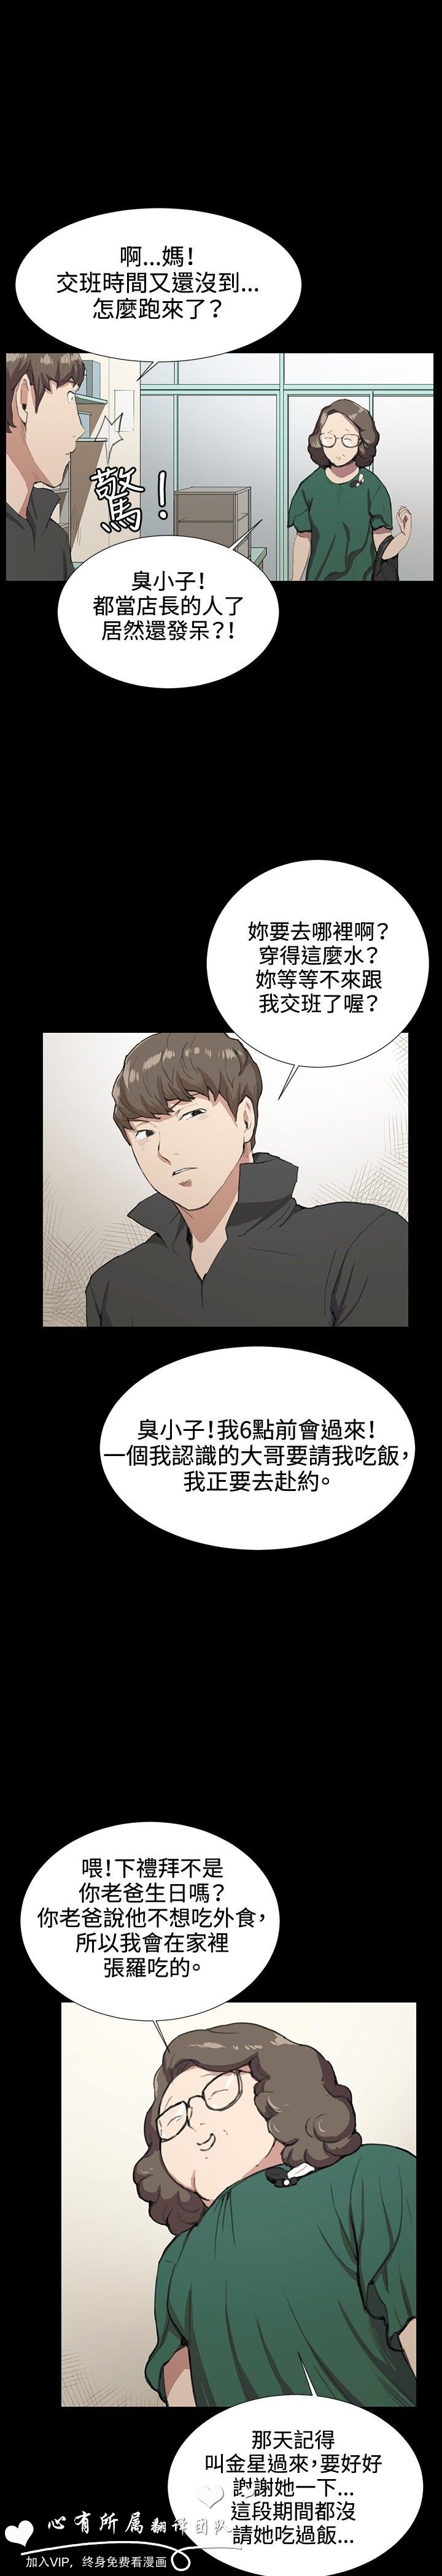 啊...媽!
交班時間又還沒到...
怎麼跑來了?
驚!
臭小子!
都當店長的人了
居然還發呆?!
妳要去哪裡啊?
穿得這麼水?
妳等等不來跟
我交班了喔?
臭小子!我6點前會過來!
一個我認識的大哥要請我吃飯,
我正要去赴約。
喂!下禮拜不是
你老爸生日嗎?
你老爸說他不想吃外食,
所以我會在家裡
張羅吃的。
那天記得
叫金星過來,要好好
謝謝她一下...
這段期間都沒
請她吃過飯...
心有所属翻译团队
加入VIP，终身免费看漫画